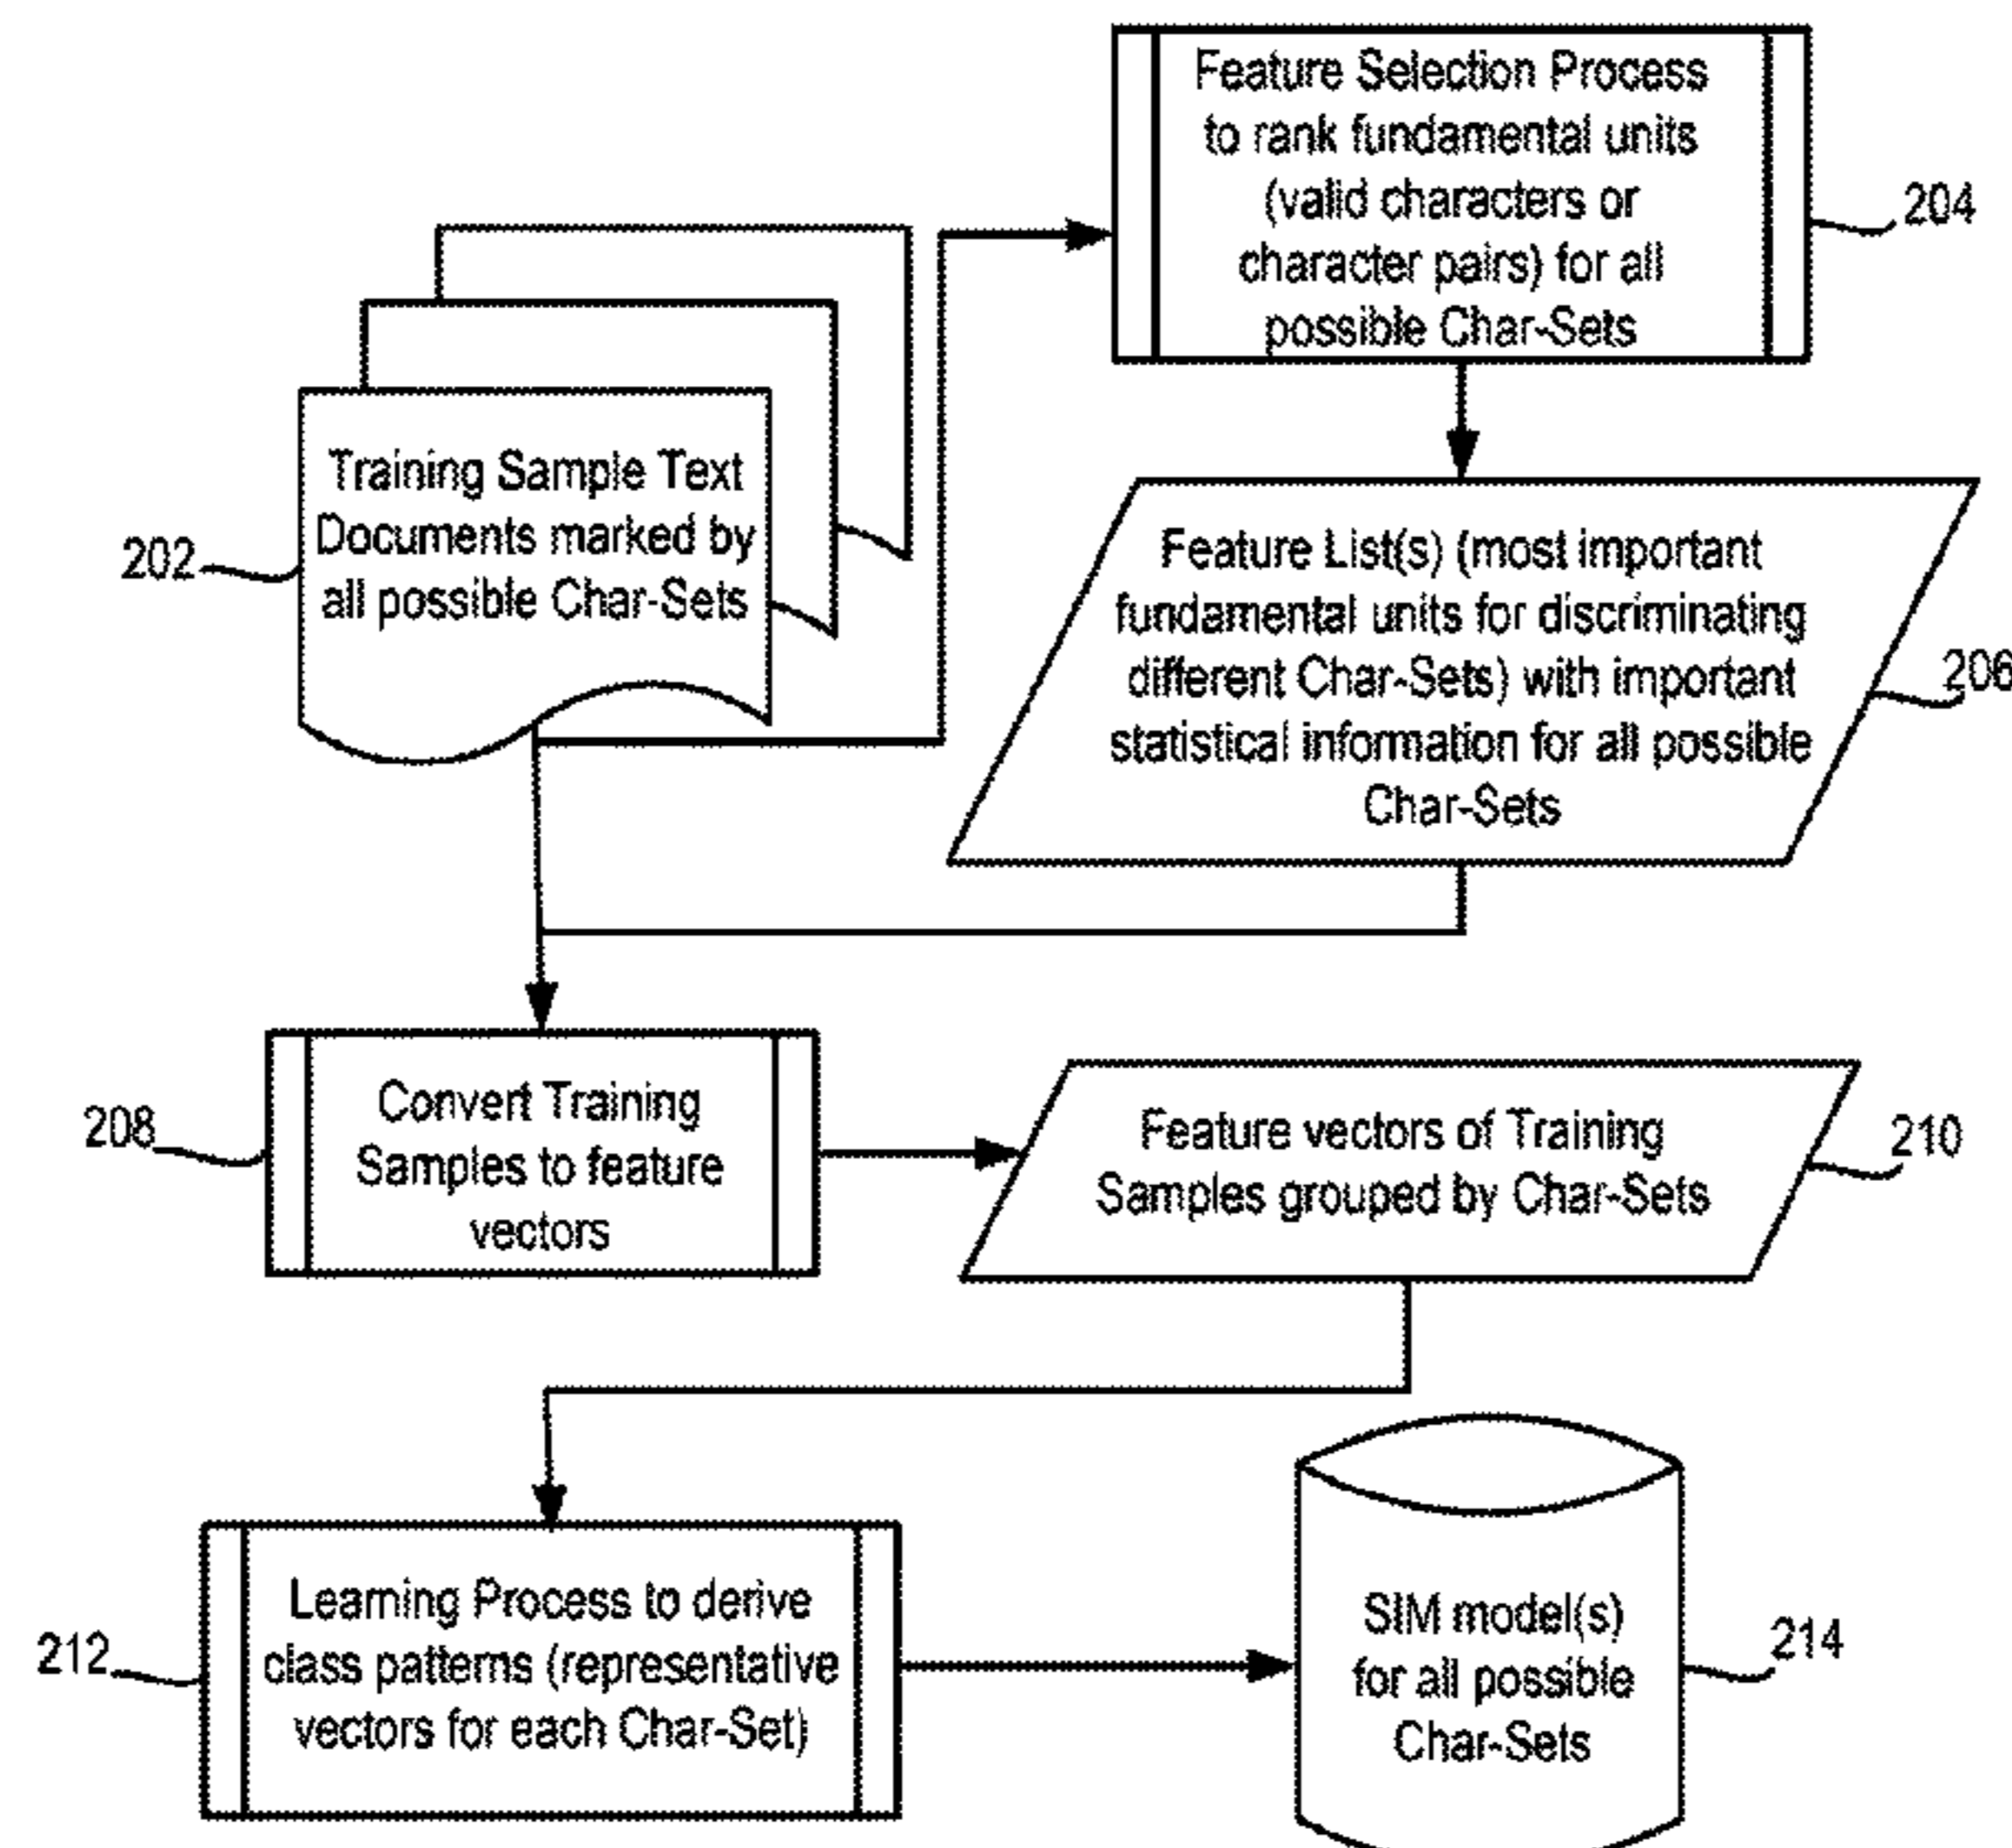 Feature Selection Process
to rank fundamental units
(valid characters or
character pairs) for all
possible Char-Sets
204
Training Sample Text
Documents marked by
all possible Char-Sets
202
Feature List(s) (most important
fundamental units for discriminating
different Char-Sets) with important
statistical information for all possible
Char-Sets
206
208
Convert Training
Samples to feature
vectors
Feature vectors of Training
Samples grouped by Char-Sets
210
212
Learning Process to derive
class patterns (representative
vectors for each Char-Set)
SIM model(s)
for all possible
Char-Sets
214